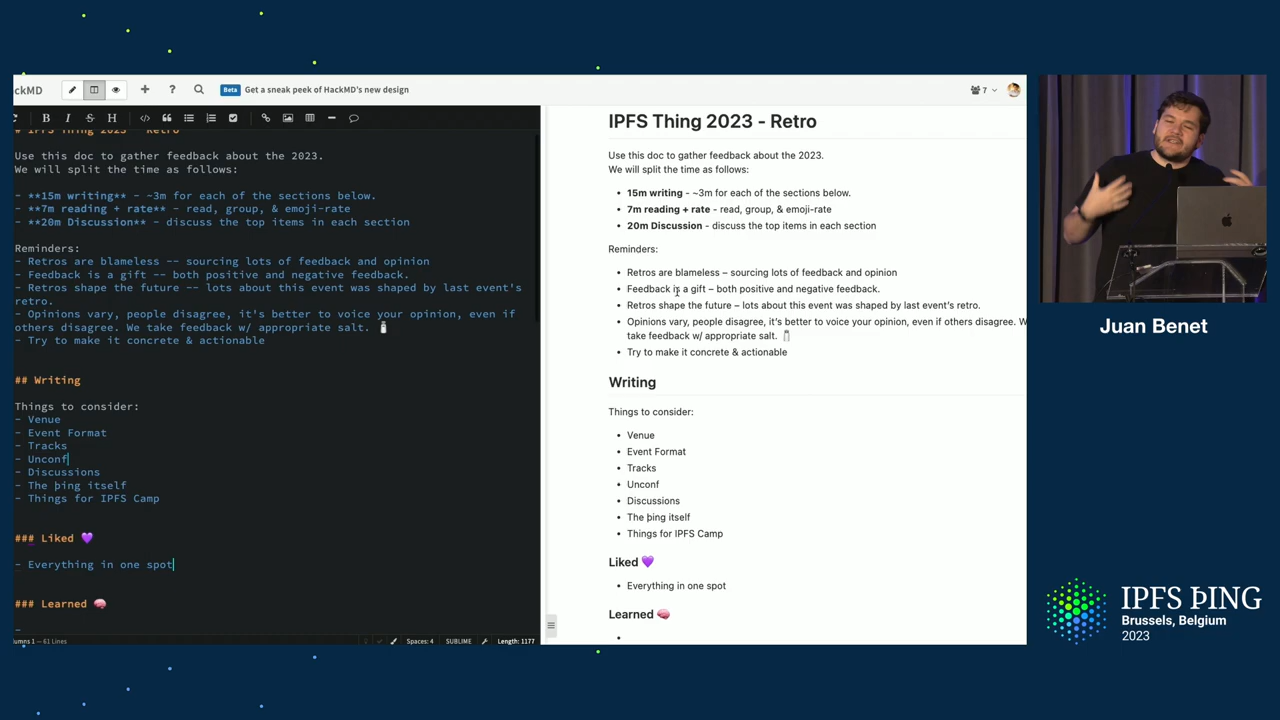 ckMD
Beta Get a sneak peek of HackMD's new design
7
# IPFS Thing 2023 - Retro
Use this doc to gather feedback about the 2023.
We will split the time as follows:
- **15m writing** - ~3m for each of the sections below.
- **7m reading + rate** - read, group, & emoji-rate
- **20m Discussion** - discuss the top items in each section
Reminders:
- Retros are blameless -- sourcing lots of feedback and opinion
- Feedback is a gift -- both positive and negative feedback.
- Retros shape the future -- lots about this event was shaped by last event's
retro.
- Opinions vary, people disagree, it's better to voice your opinion, even if
others disagree. We take feedback w/ appropriate salt. 🧂
- Try to make it concrete & actionable
## Writing
Things to consider:
- Venue
- Event Format
- Tracks
- Unconf
- Discussions
- The þing itself
- Things for IPFS Camp
### Liked 💜
- Everything in one spot
### Learned 🧠
-
umns 1 — 61 Lines
Spaces: 4
SUBLIME
Length: 1177
IPFS Thing 2023 - Retro
Use this doc to gather feedback about the 2023.
We will split the time as follows:
• 15m writing - ~3m for each of the sections below.
• 7m reading + rate - read, group, & emoji-rate
• 20m Discussion - discuss the top items in each section
Reminders:
• Retros are blameless – sourcing lots of feedback and opinion
• Feedback is a gift – both positive and negative feedback.
• Retros shape the future – lots about this event was shaped by last event's retro.
• Opinions vary, people disagree, it's better to voice your opinion, even if others disagree. W
take feedback w/ appropriate salt. 🧂
• Try to make it concrete & actionable
Writing
Things to consider:
• Venue
• Event Format
• Tracks
• Unconf
• Discussions
• The þing itself
• Things for IPFS Camp
Liked 💜
• Everything in one spot
Learned 🧠
•
Juan Benet
IPFS ÞING
Brussels, Belgium
2023